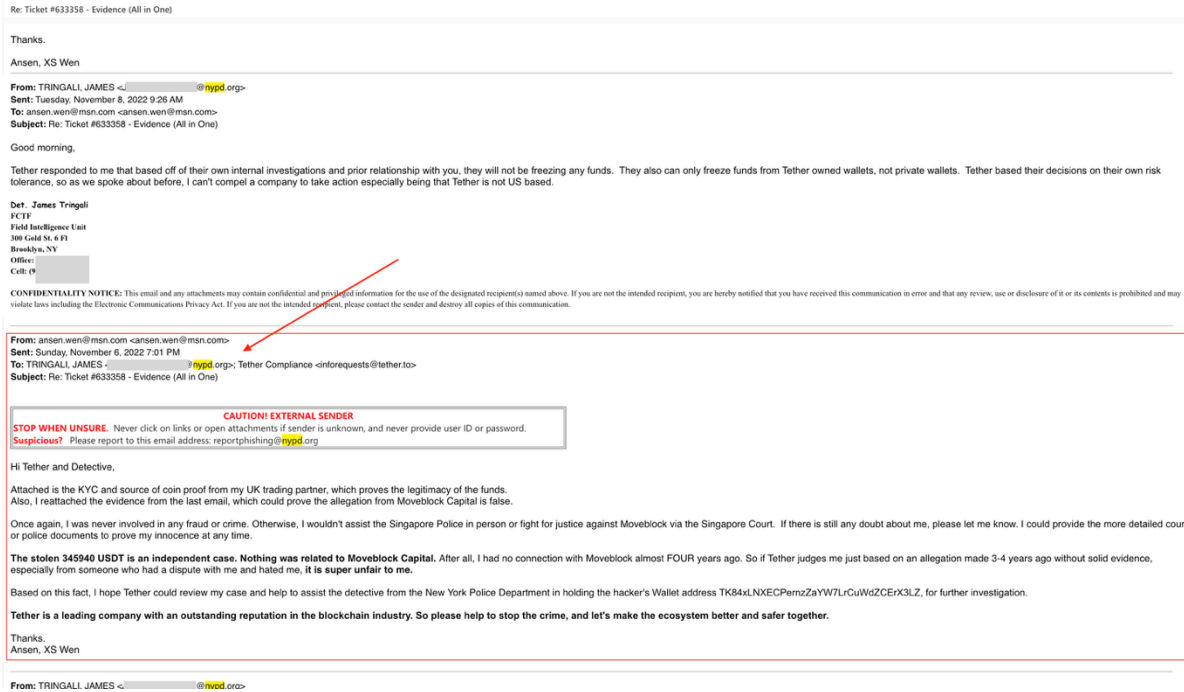 Re: Ticket #633358 - Evidence (All in One)
Thanks.
Ansen, XS Wen
From: TRINGALI, JAMES < @nypd.org>
Sent: Tuesday, November 8, 2022 9:26 AM
To: ansen.wen@msn.com <ansen.wen@msn.com>
Subject: Re: Ticket #633358 - Evidence (All in One)
Good morning,
Tether responded to me that based off of their own internal investigations and prior relationship with you, they will not be freezing any funds. They also can only freeze funds from Tether owned wallets, not private wallets. Tether based their decisions on their own risk
tolerance, so as we spoke about before, I can't compel a company to take action especially being that Tether is not US based.
Det. James Tringali
FCTF
Field Intelligence Unit
300 Gold St. 6 Fl
Brooklyn, NY
Office:
Cell: (9
CONFIDENTIALITY NOTICE: This email and any attachments may contain confidential and privileged information for the use of the designated recipient(s) named above. If you are not the intended recipient, you are hereby notified that you have received this communication in error and that any review, use or disclosure of it or its contents is prohibited and may
violate laws including the Electronic Communications Privacy Act. If you are not the intended recipient, please contact the sender and destroy all copies of this communication.
From: ansen.wen@msn.com <ansen.wen@msn.com>
Sent: Sunday, November 6, 2022 7:01 PM
To: TRINGALI, JAMES < @nypd.org>; Tether Compliance <inforequests@tether.to>
Subject: Re: Ticket #633358 - Evidence (All in One)
CAUTION! EXTERNAL SENDER
STOP WHEN UNSURE. Never click on links or open attachments if sender is unknown, and never provide user ID or password.
Suspicious? Please report to this email address: reportphishing@nypd.org
Hi Tether and Detective,
Attached is the KYC and source of coin proof from my UK trading partner, which proves the legitimacy of the funds.
Also, I reattached the evidence from the last email, which could prove the allegation from Moveblock Capital is false.
Once again, I was never involved in any fraud or crime. Otherwise, I wouldn't assist the Singapore Police in person or fight for justice against Moveblock via the Singapore Court. If there is still any doubt about me, please let me know. I could provide the more detailed cour
or police documents to prove my innocence at any time.
The stolen 345940 USDT is an independent case. Nothing was related to Moveblock Capital. After all, I had no connection with Moveblock almost FOUR years ago. So if Tether judges me just based on an allegation made 3-4 years ago without solid evidence,
especially from someone who had a dispute with me and hated me, it is super unfair to me.
Based on this fact, I hope Tether could review my case and help to assist the detective from the New York Police Department in holding the hacker's Wallet address TK84xLNXECPernzZaYW7LrCuWdZCErX3LZ, for further investigation.
Tether is a leading company with an outstanding reputation in the blockchain industry. So please help to stop the crime, and let's make the ecosystem better and safer together.
Thanks.
Ansen, XS Wen
From: TRINGALI, JAMES < @nypd.org>